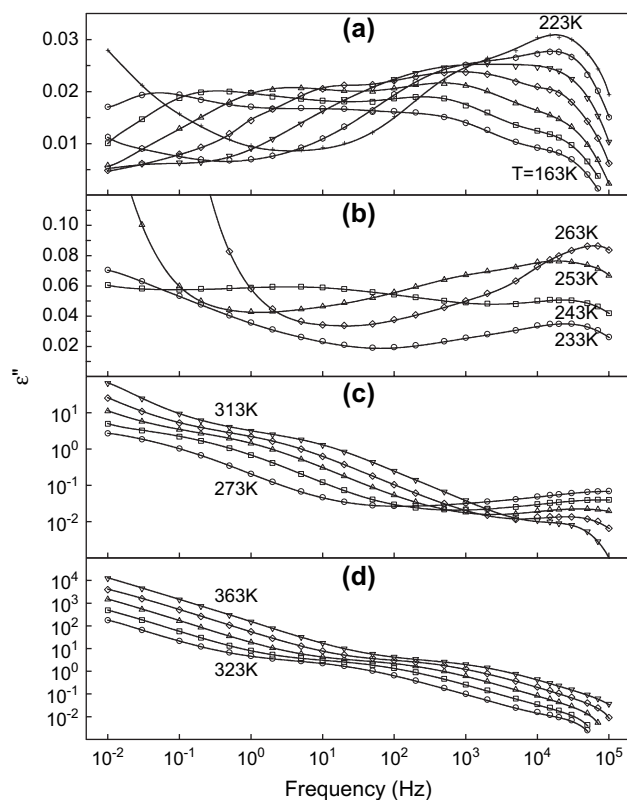 (a)
223K
0.03
0.02
0.01
T=163K
(b)
0.10
0.08
0.06
0.04
0.02
263K
253K
243K
233K
ε"
(c)
313K
10¹
10⁰
10⁻¹
10⁻²
273K
(d)
10⁴
10³
10²
10¹
10⁰
10⁻¹
10⁻²
363K
323K
10⁻² 10⁻¹ 10⁰ 10¹ 10² 10³ 10⁴ 10⁵
Frequency (Hz)